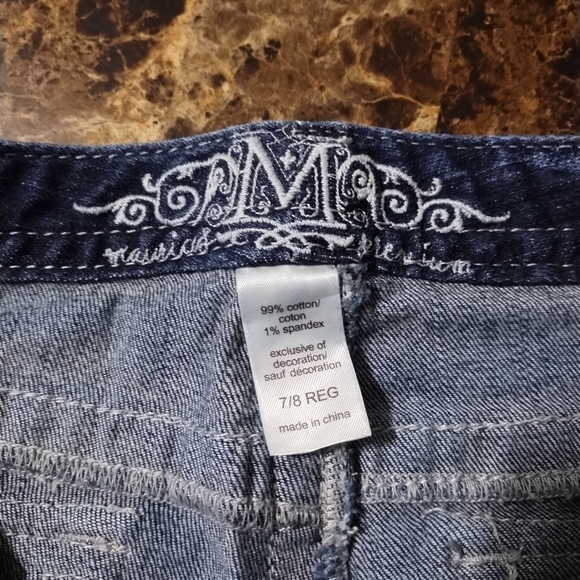 M
maurices premium
99% cotton/
coton
1% spandex
exclusive of
decoration/
sauf décoration
7/8 REG
made in china